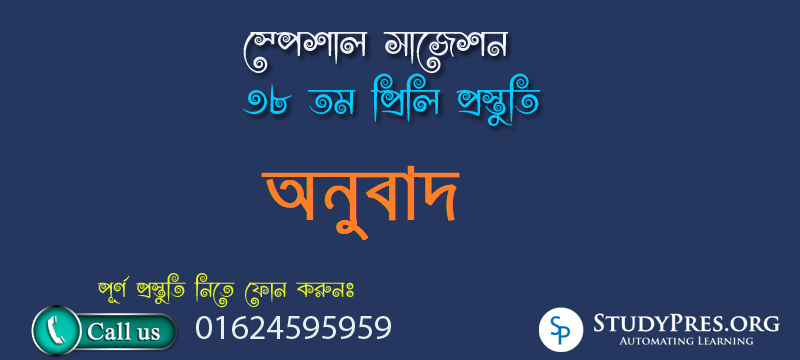 স্পেশাল সাজেশন
৩৮ তম প্রিলি প্রস্তুতি
অনুবাদ
পূর্ণ প্রস্তুতি নিতে ফোন করুনঃ
Call us 01624595959
SP STUDYPRES.ORG
AUTOMATING LEARNING